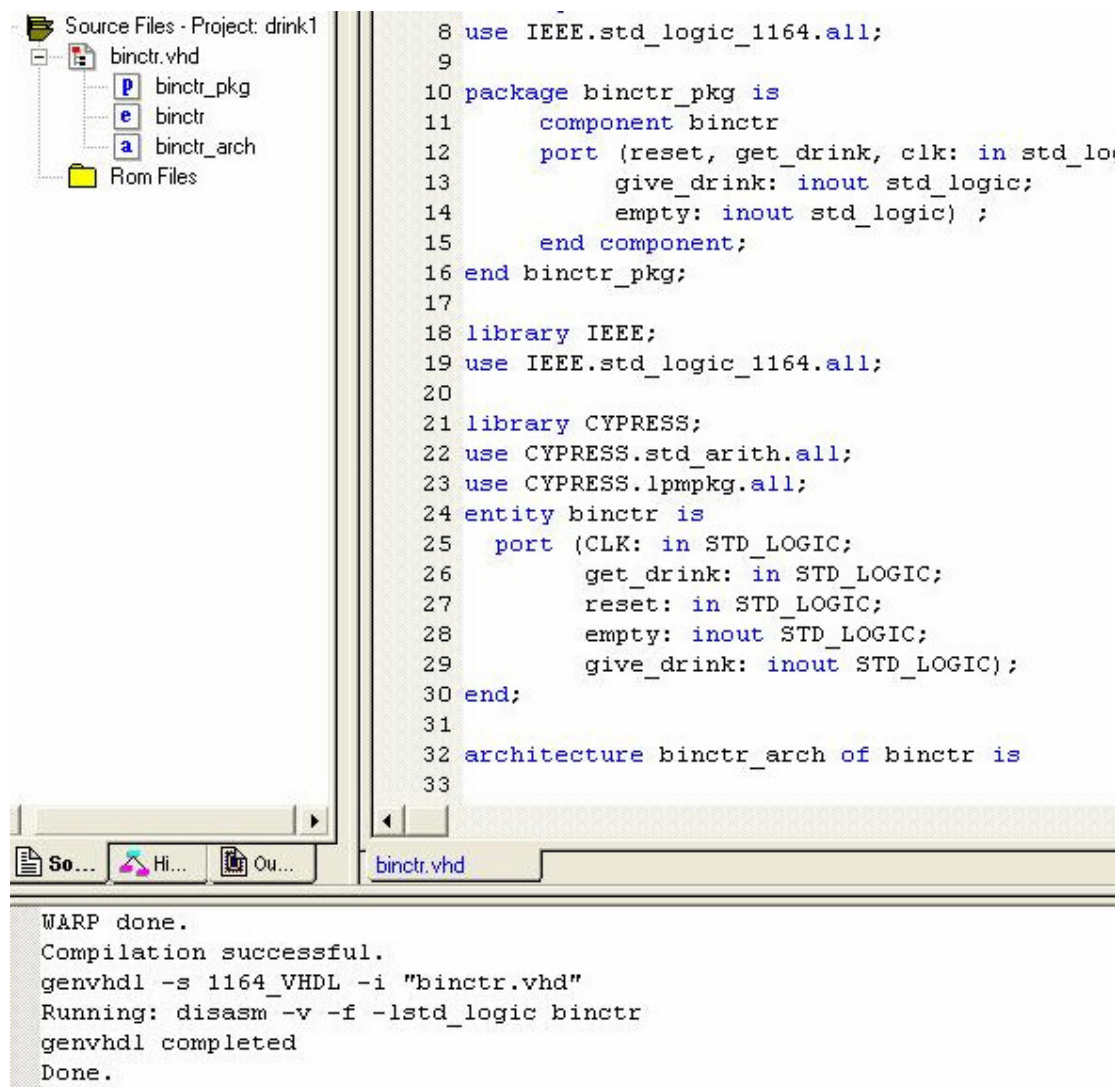 Source Files - Project: drink1
binctr.vhd
p binctr_pkg
e binctr
a binctr_arch
Rom Files
So...
Hi...
Ou...
8 use IEEE.std_logic_1164.all;
9
10 package binctr_pkg is
11 component binctr
12 port (reset, get_drink, clk: in
13 give_drink: inout std_logic;
14 empty: inout std_logic) ;
15 end component;
16 end binctr_pkg;
17
18 library IEEE;
19 use IEEE.std_logic_1164.all;
20
21 library CYPRESS;
22 use CYPRESS.std_arith.all;
23 use CYPRESS.lpmpkg.all;
24 entity binctr is
25 port (CLK: in STD_LOGIC;
26 get_drink: in STD_LOGIC;
27 reset: in STD_LOGIC;
28 empty: inout STD_LOGIC;
29 give_drink: inout STD_LOGIC);
30 end;
31
32 architecture binctr_arch of binctr is
33
binctr.vhd
WARP done.
Compilation successful.
genvhdl -s 1164_VHDL -i "binctr.vhd"
Running: disasm -v -f -lstd_logic binctr
genvhdl completed
Done.